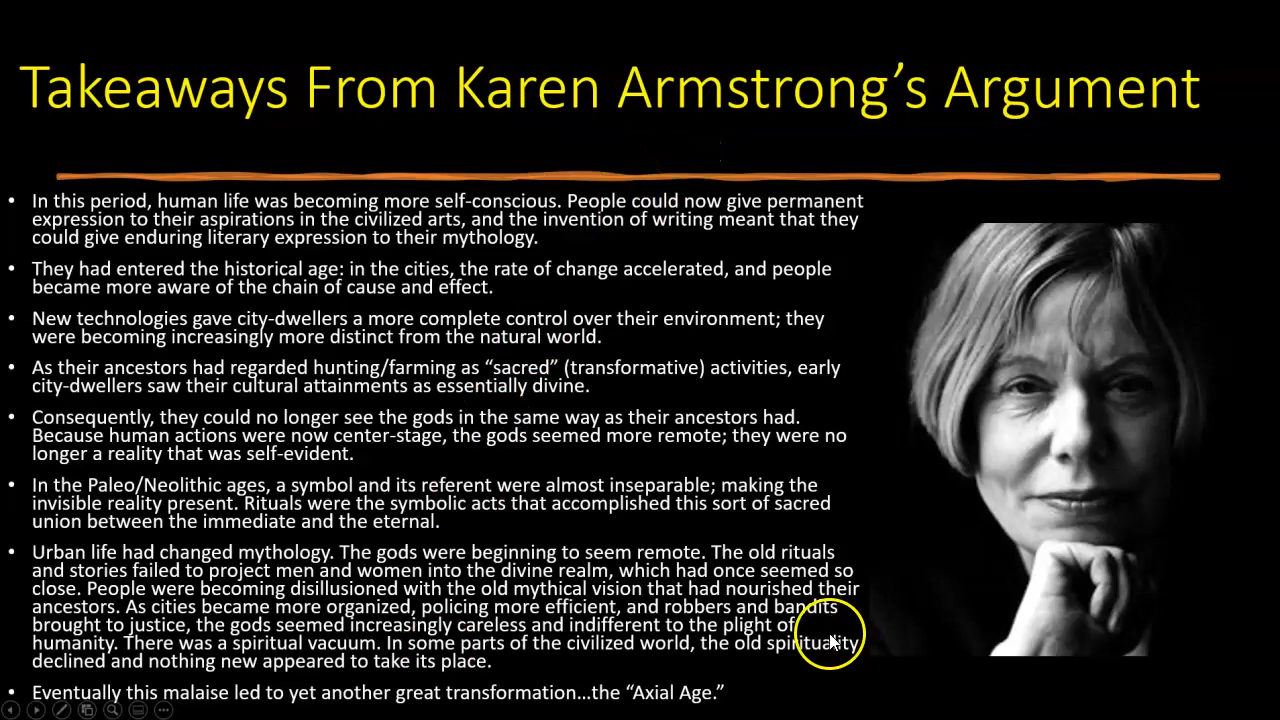 Takeaways From Karen Armstrong’s Argument
• In this period, human life was becoming more self-conscious. People could now give permanent
expression to their aspirations in the civilized arts, and the invention of writing meant that they
could give enduring literary expression to their mythology.
• They had entered the historical age: in the cities, the rate of change accelerated, and people
became more aware of the chain of cause and effect.
• New technologies gave city-dwellers a more complete control over their environment; they
were becoming increasingly more distinct from the natural world.
• As their ancestors had regarded hunting/farming as “sacred” (transformative) activities, early
city-dwellers saw their cultural attainments as essentially divine.
• Consequently, they could no longer see the gods in the same way as their ancestors had.
Because human actions were now center-stage, the gods seemed more remote; they were no
longer a reality that was self-evident.
• In the Paleo/Neolithic ages, a symbol and its referent were almost inseparable; making the
invisible reality present. Rituals were the symbolic acts that accomplished this sort of sacred
union between the immediate and the eternal.
• Urban life had changed mythology. The gods were beginning to seem remote. The old rituals
and stories failed to project men and women into the divine realm, which had once seemed so
close. People were becoming disillusioned with the old mythical vision that had nourished their
ancestors. As cities became more organized, policing more efficient, and robbers and bandits
brought to justice, the gods seemed increasingly careless and indifferent to the plight of
humanity. There was a spiritual vacuum. In some parts of the civilized world, the old spirituality
declined and nothing new appeared to take its place.
• Eventually this malaise led to yet another great transformation…the “Axial Age.”